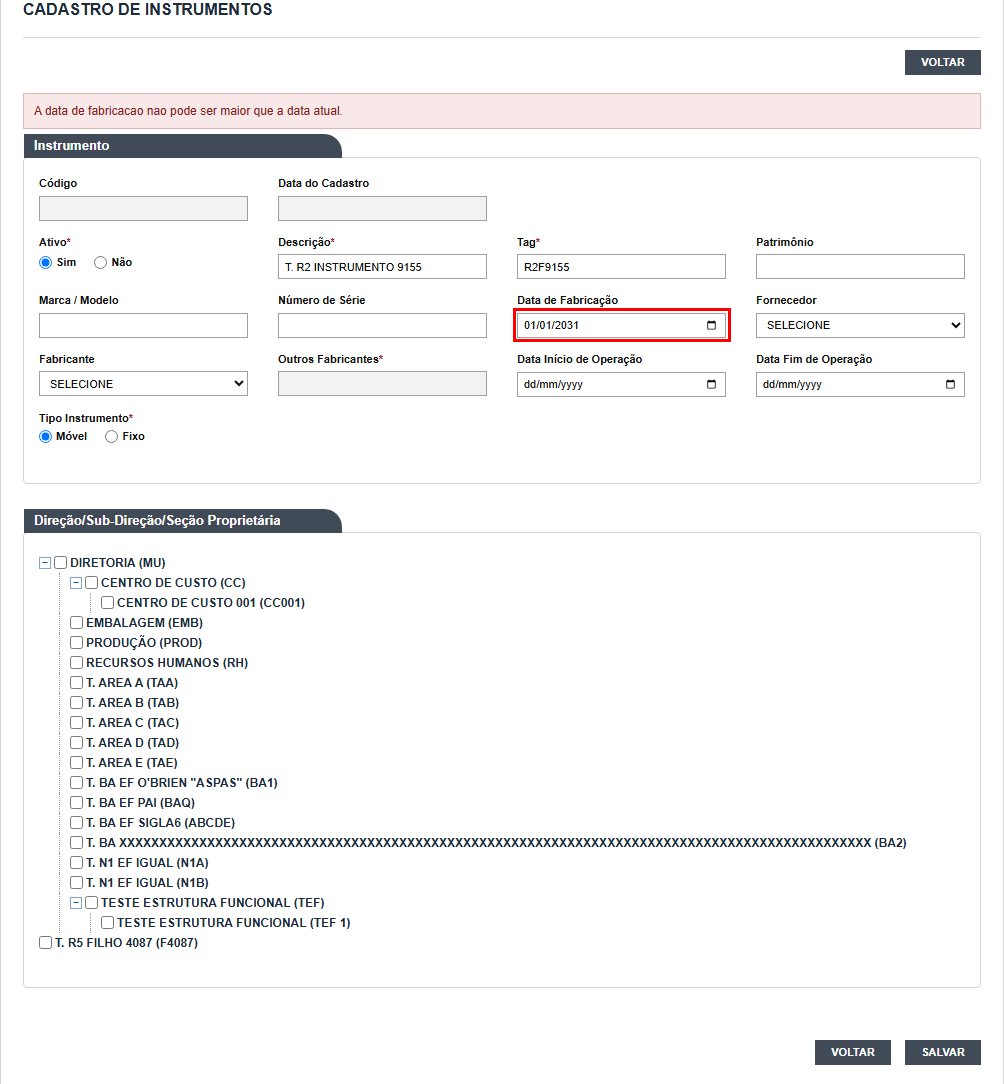 CADASTRO DE INSTRUMENTOS
VOLTAR
A data de fabricacao nao pode ser maior que a data atual.
Instrumento
Código Data do Cadastro
Ativo* Descrição* Tag* Patrimônio
Sim Não T. R2 INSTRUMENTO 9155 R2F9155
Marca / Modelo Número de Série Data de Fabricação Fornecedor
01/01/2031 SELECIONE
Fabricante Outros Fabricantes* Data Início de Operação Data Fim de Operação
SELECIONE dd/mm/yyyy dd/mm/yyyy
Tipo Instrumento*
Móvel Fixo
Direção/Sub-Direção/Seção Proprietária
DIRETORIA (MU)
CENTRO DE CUSTO (CC)
CENTRO DE CUSTO 001 (CC001)
EMBALAGEM (EMB)
PRODUÇÃO (PROD)
RECURSOS HUMANOS (RH)
T. AREA A (TAA)
T. AREA B (TAB)
T. AREA C (TAC)
T. AREA D (TAD)
T. AREA E (TAE)
T. BA EF O'BRIEN "ASPAS" (BA1)
T. BA EF PAI (BAQ)
T. BA EF SIGLA6 (ABCDE)
T. BA XXXXXXXXXXXXXXXXXXXXXXXXXXXXXXXXXXXXXXXXXXXXXXXXXXXXXXXXXXXXXXXXXXXXXXXXXXXXXXXXXXXXXXXXXXXXXX (BA2)
T. N1 EF IGUAL (N1A)
T. N1 EF IGUAL (N1B)
TESTE ESTRUTURA FUNCIONAL (TEF)
TESTE ESTRUTURA FUNCIONAL (TEF 1)
T. R5 FILHO 4087 (F4087)
VOLTAR SALVAR